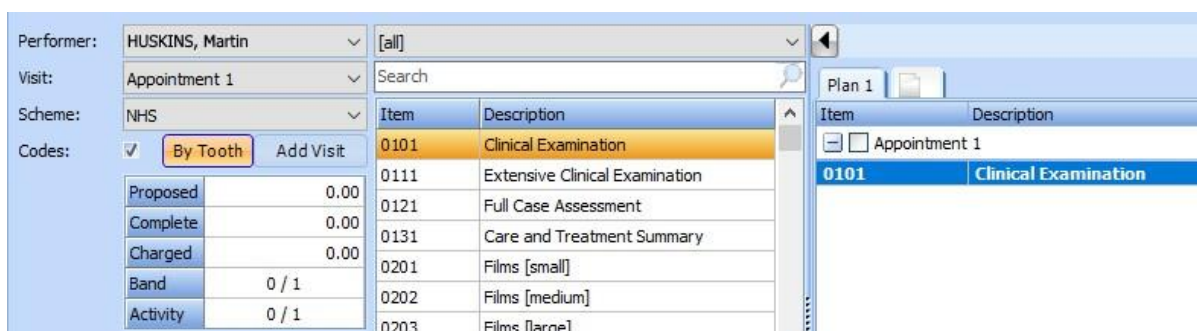 Performer: HUSKINS, Martin [all]
Visit: Appointment 1 Search
Plan 1
Scheme: NHS Item Description Item Description
Codes: By Tooth Add Visit 0101 Clinical Examination Appointment 1
0111 Extensive Clinical Examination 0101 Clinical Examination
Proposed 0.00 0121 Full Case Assessment
Complete 0.00 0131 Care and Treatment Summary
Charged 0.00 0201 Films [small]
Band 0 / 1 0202 Films [medium]
Activity 0 / 1 0203 Films [large]